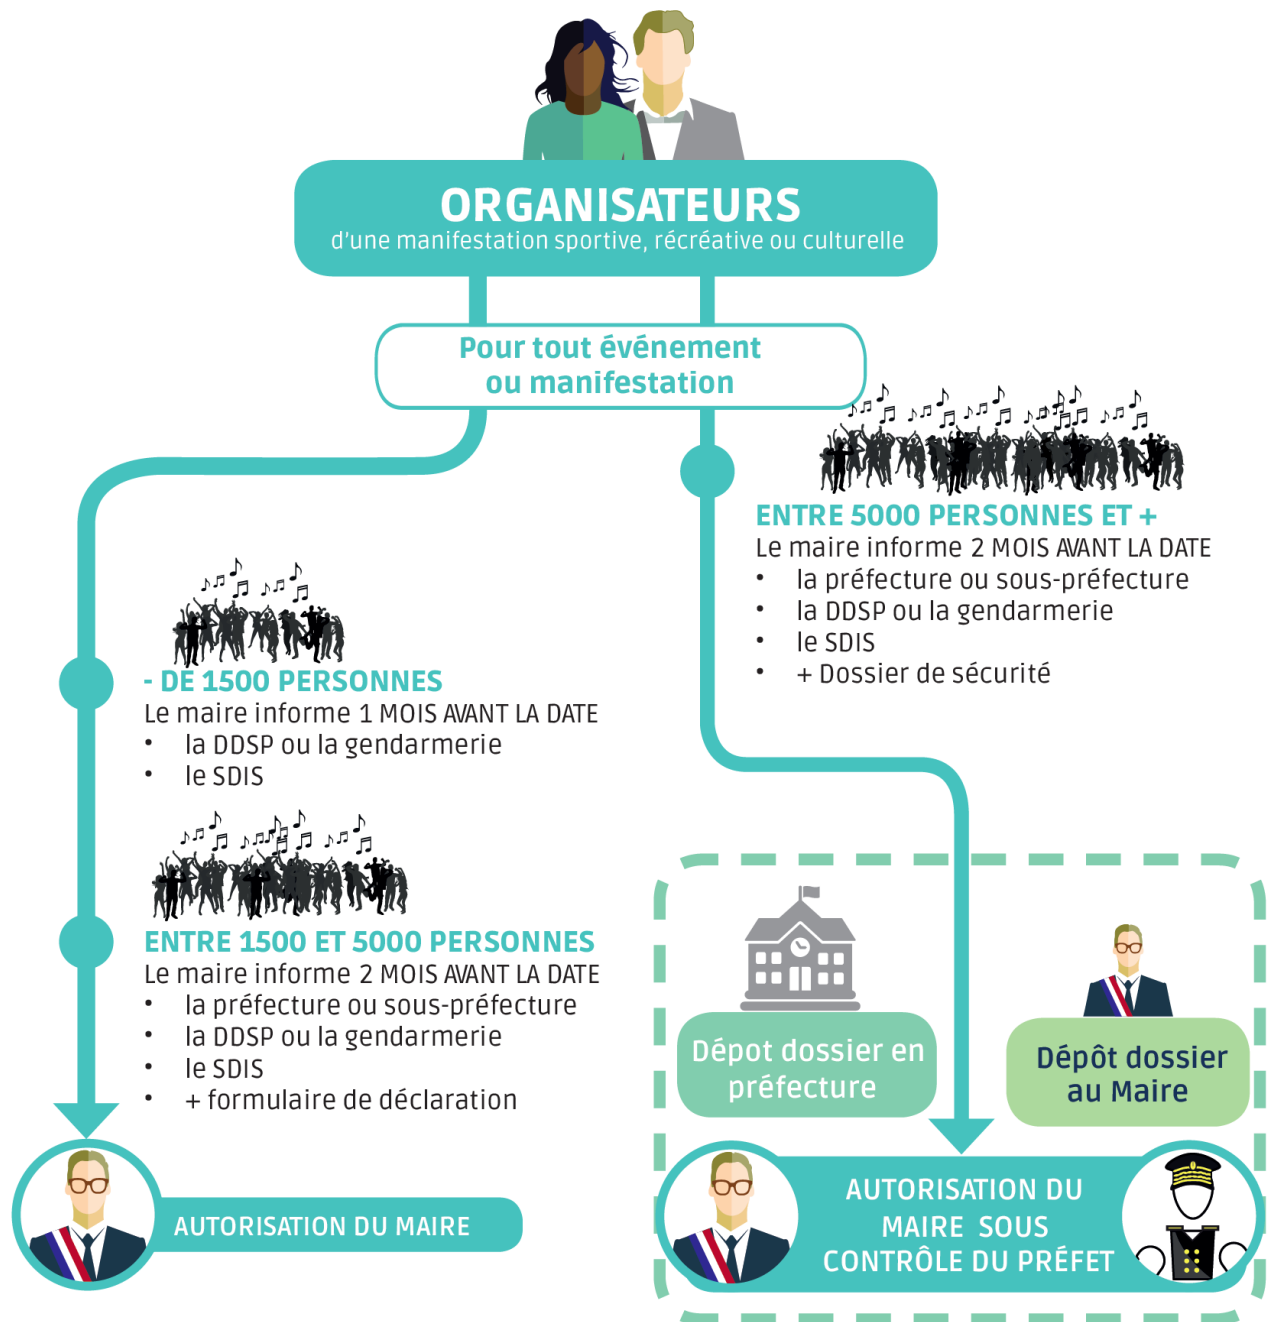 ORGANISATEURS
d'une manifestation sportive, récréative ou culturelle
Pour tout événement
ou manifestation
ENTRE 5000 PERSONNES ET +
Le maire informe 2 MOIS AVANT LA DATE
• la préfecture ou sous-préfecture
• la DDSP ou la gendarmerie
• le SDIS
• + Dossier de sécurité
- DE 1500 PERSONNES
Le maire informe 1 MOIS AVANT LA DATE
• la DDSP ou la gendarmerie
• le SDIS
ENTRE 1500 ET 5000 PERSONNES
Le maire informe 2 MOIS AVANT LA DATE
• la préfecture ou sous-préfecture
• la DDSP ou la gendarmerie
• le SDIS
• + formulaire de déclaration
Dépot dossier en
préfecture
Dépôt dossier
au Maire
AUTORISATION DU MAIRE
AUTORISATION DU
MAIRE SOUS
CONTRÔLE DU PRÉFET